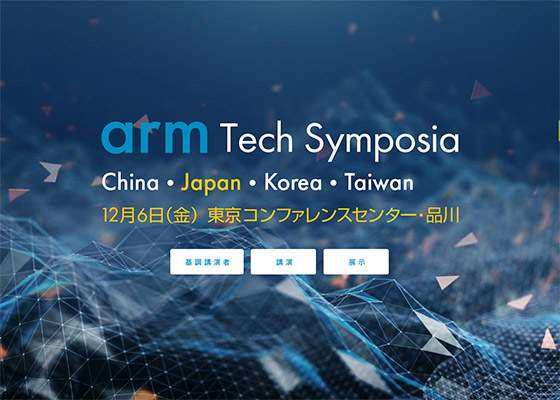 arm Tech Symposia
China • Japan • Korea • Taiwan
12月6日(金) 東京コンファレンスセンター・品川
基調講演者 講演 展示